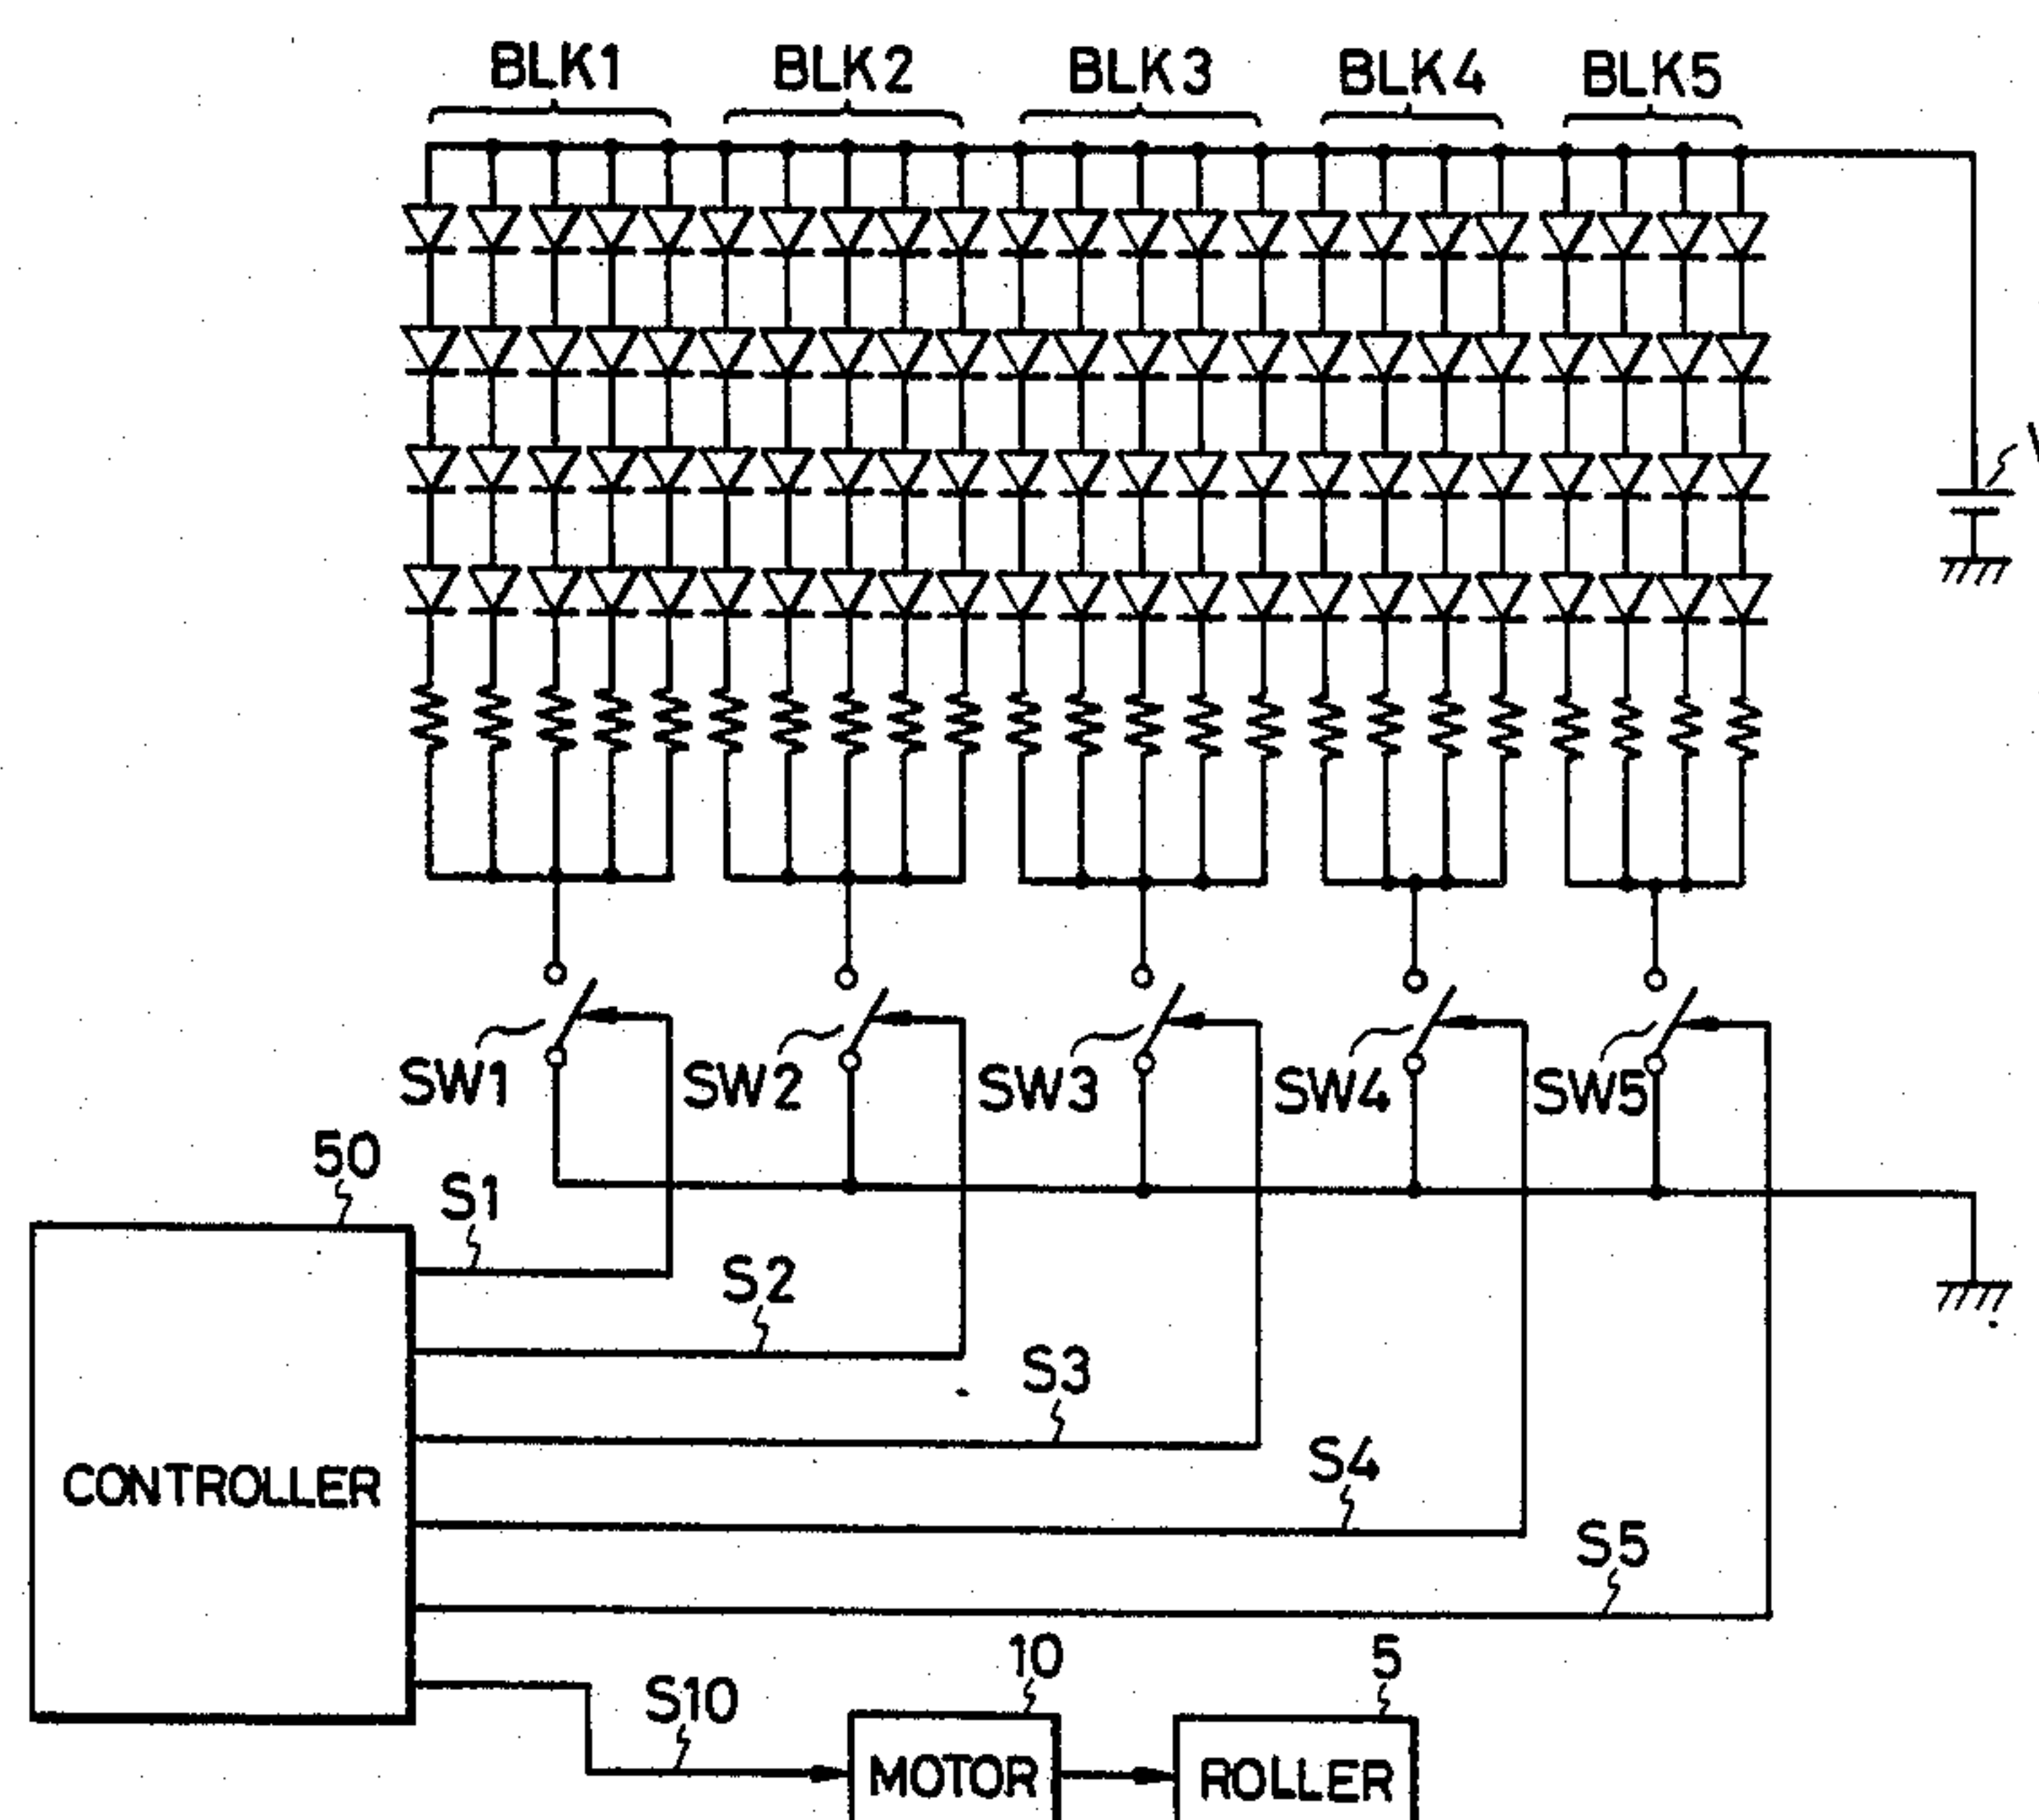 BLK1 BLK2 BLK3 BLK4 BLK5
V
SW1 SW2 SW3 SW4 SW5
50
S1
S2
S3
CONTROLLER
S4
S5
10
5
S10
MOTOR
ROLLER